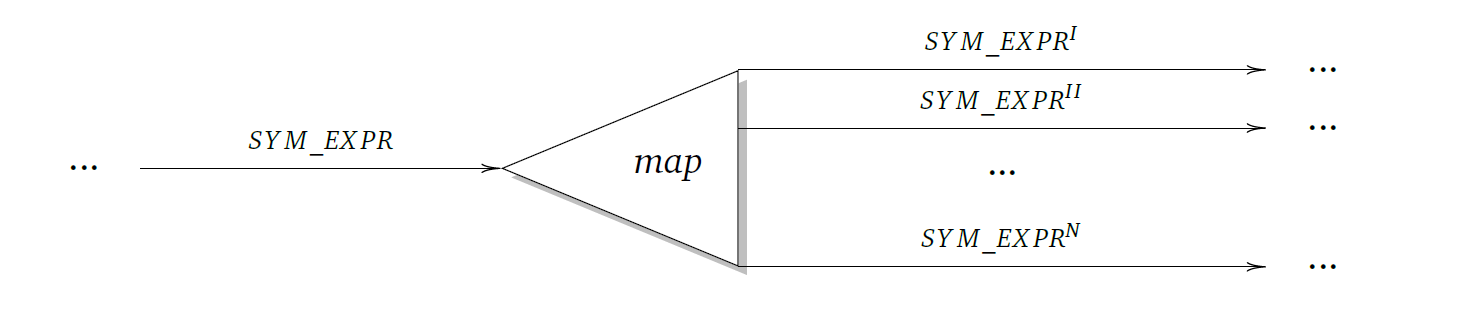 SYM_EXPR^I
...
SYM_EXPR^II
...
SYM_EXPR
...
map
...
SYM_EXPR^N
...